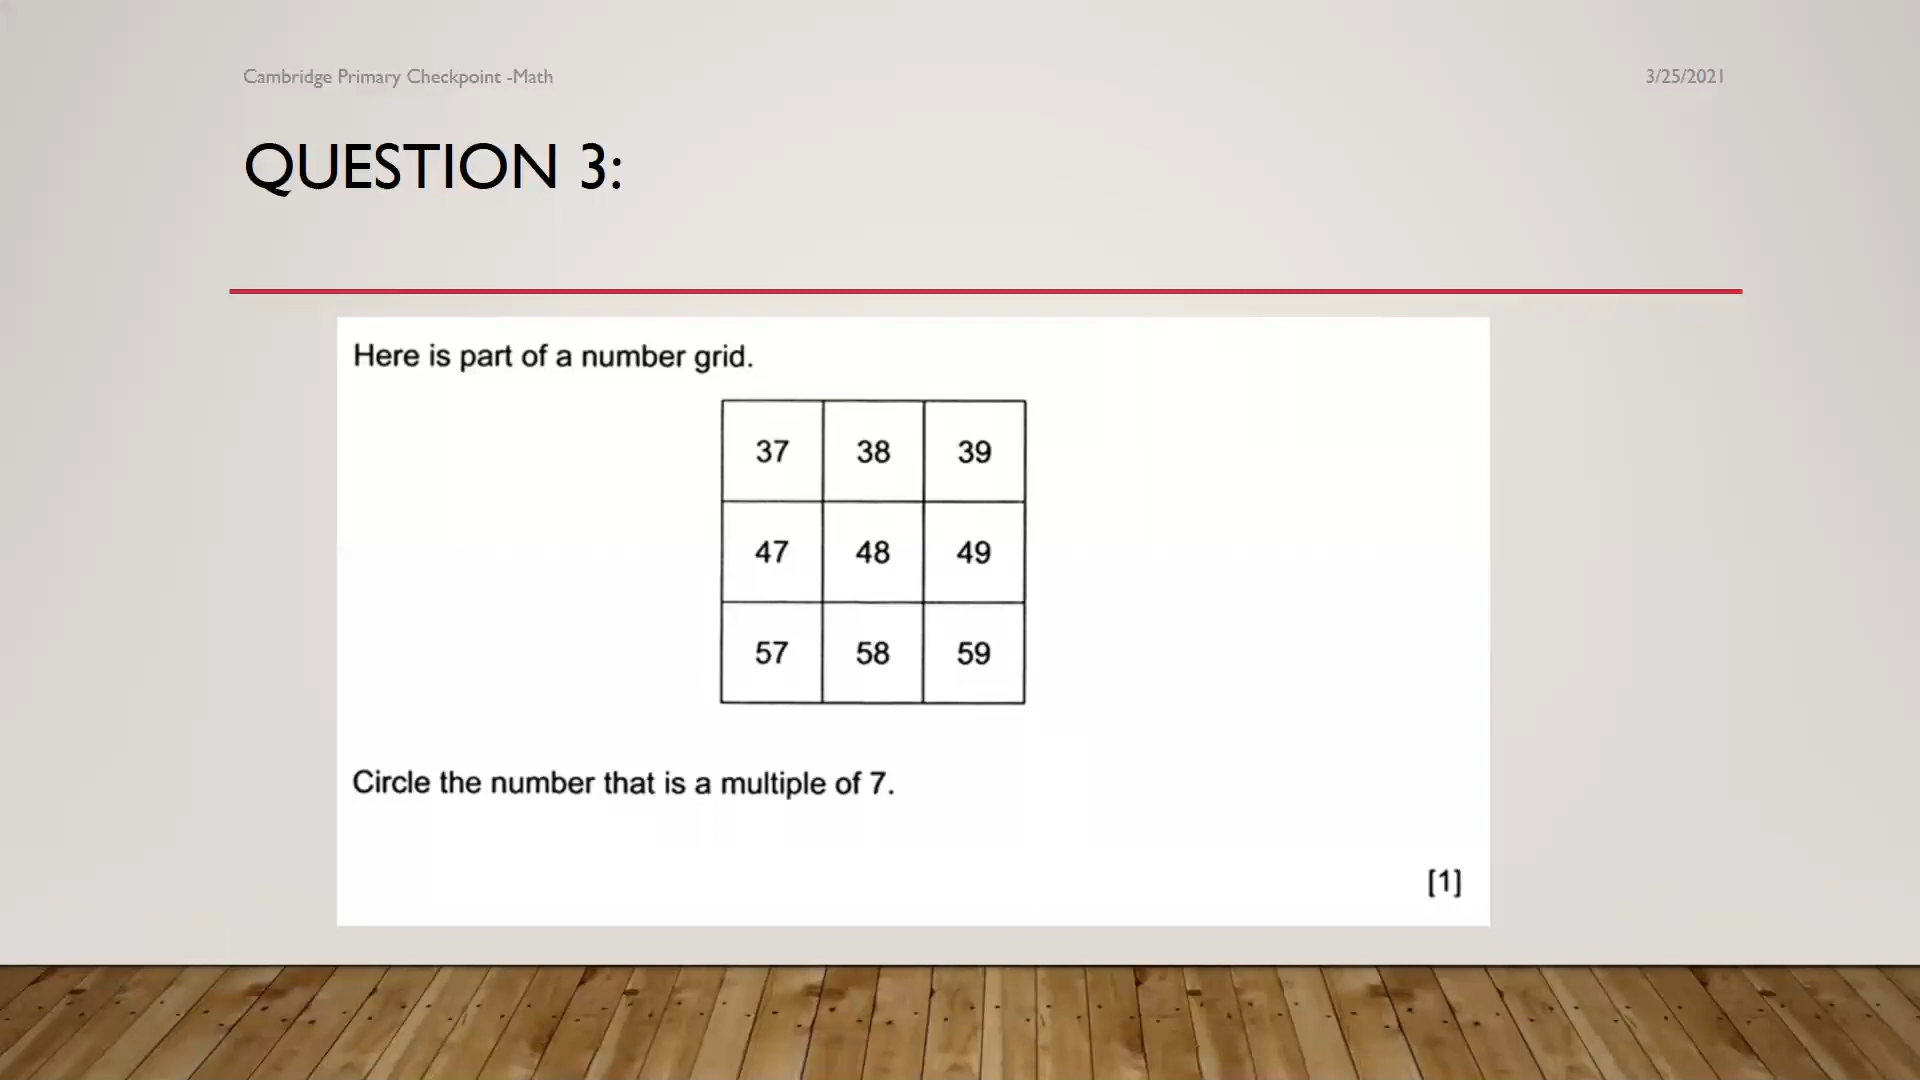 Cambridge Primary Checkpoint -Math
3/25/2021
QUESTION 3:
Here is part of a number grid.
37 38 39
47 48 49
57 58 59
Circle the number that is a multiple of 7.
[1]